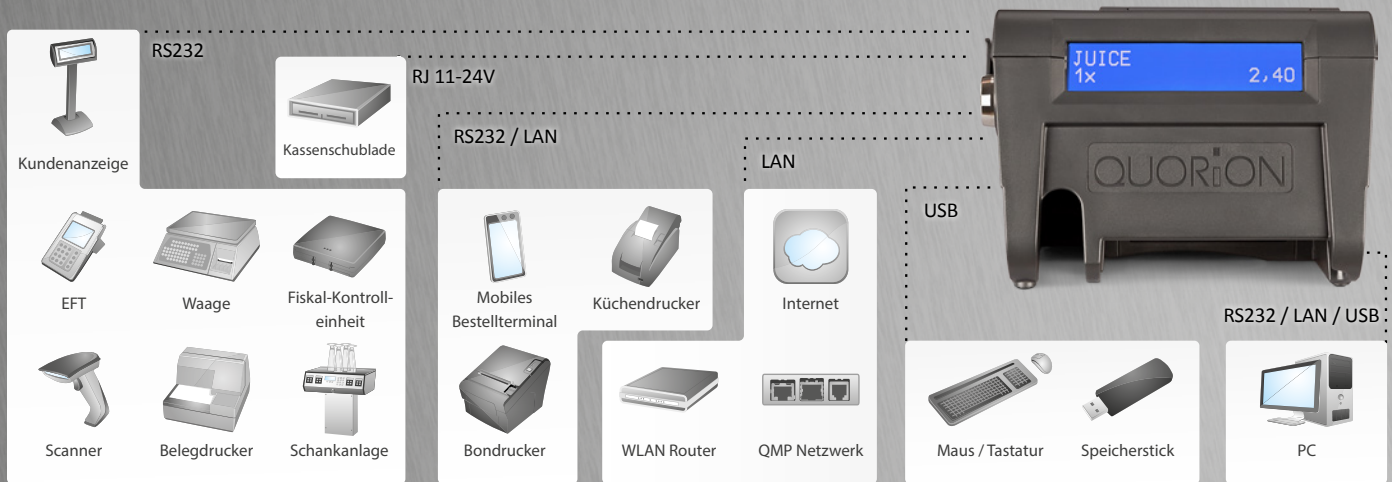 RS232
Kundenanzeige
RJ 11-24V
Kassenschublade
RS232 / LAN
LAN
USB
RS232 / LAN / USB
JUICE
1x 2,40
QUORiON
EFT
Waage
Fiskal-Kontroll-
einheit
Scanner
Belegdrucker
Schankanlage
Mobiles
Bestellterminal
Küchendrucker
Bondrucker
Internet
WLAN Router
QMP Netzwerk
Maus / Tastatur
Speicherstick
PC